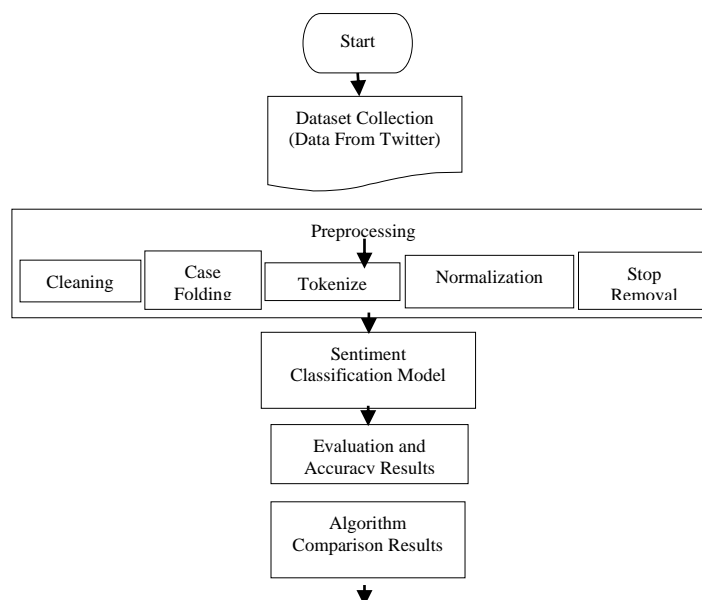 Start
Dataset Collection
(Data From Twitter)
Preprocessing
Cleaning
Case
Folding
Tokenize
Normalization
Stop
Removal
Sentiment
Classification Model
Evaluation and
Accuracy Results
Algorithm
Comparison Results